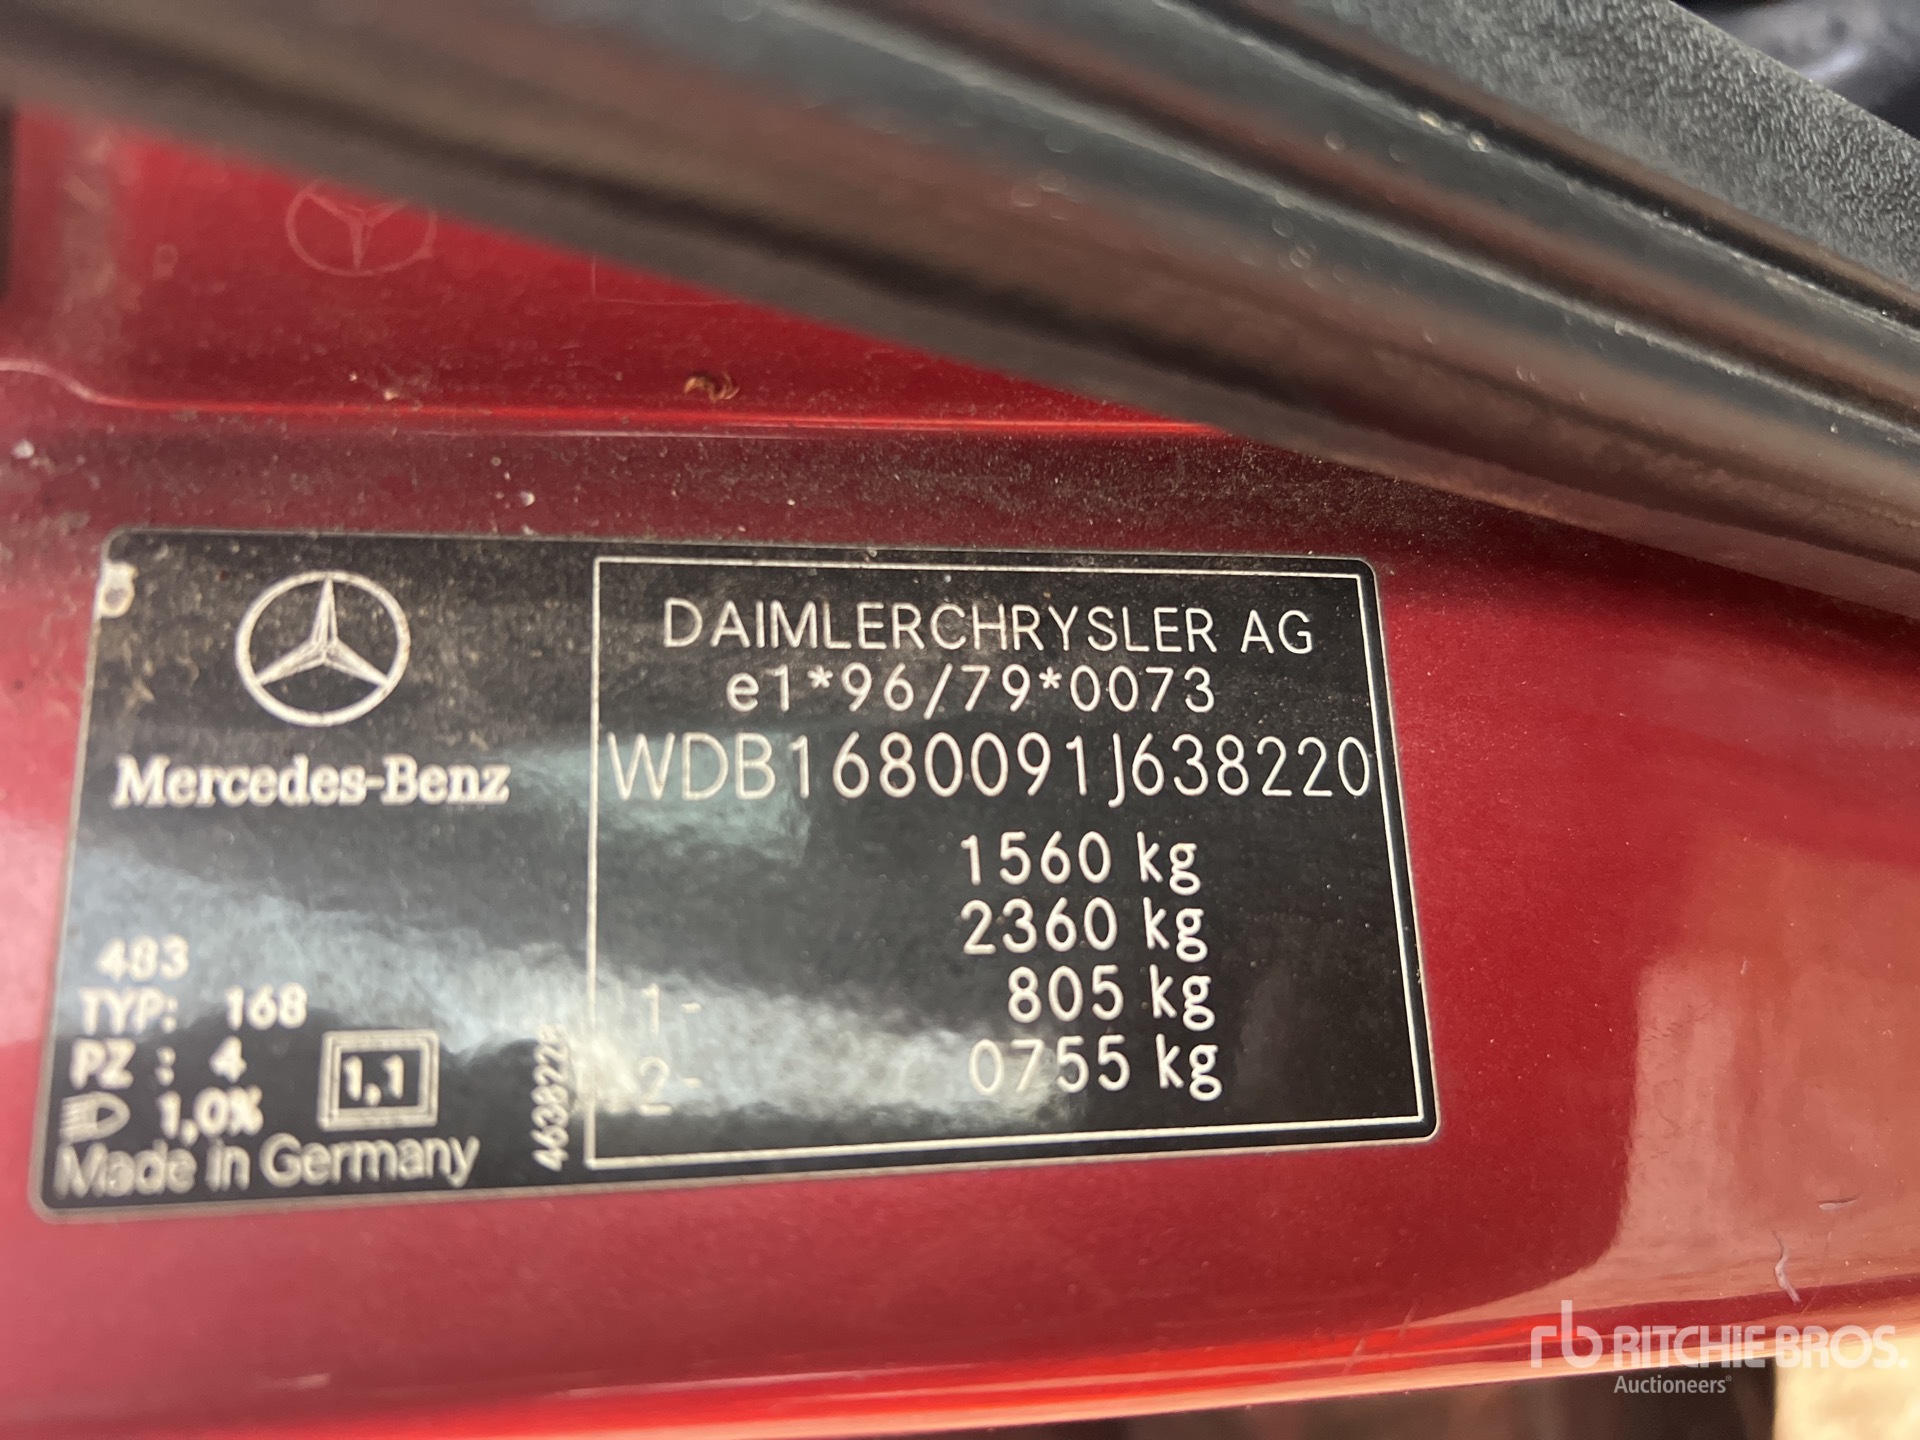 Mercedes-Benz
483
TYP: 168
PZ : 4
1,0%
1,1
Made in Germany
DAIMLERCHRYSLER AG
e1*96/79*0073
WDB1680091J638220
1560 kg
2360 kg
1- 805 kg
2- 0755 kg
RITCHIE BROS.
Auctioneers